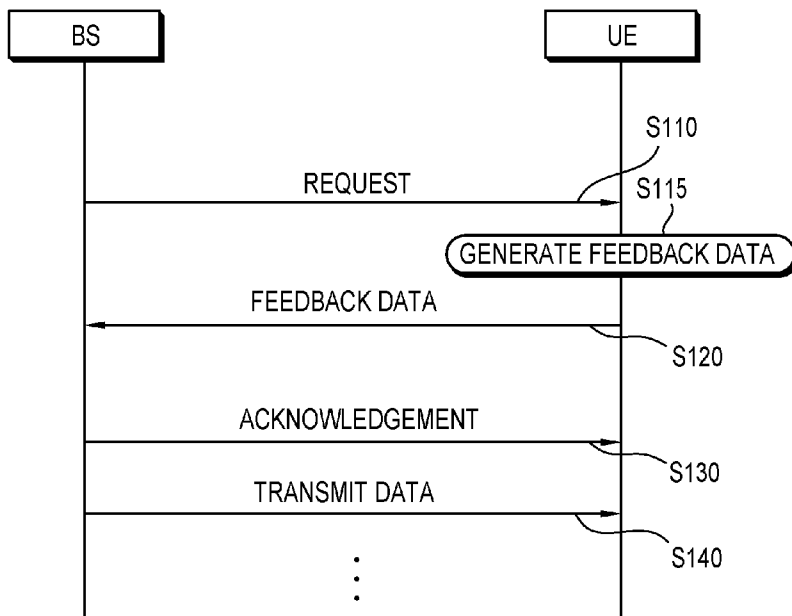 BS
UE
S110
REQUEST
S115
GENERATE FEEDBACK DATA
FEEDBACK DATA
S120
ACKNOWLEDGEMENT
S130
TRANSMIT DATA
S140